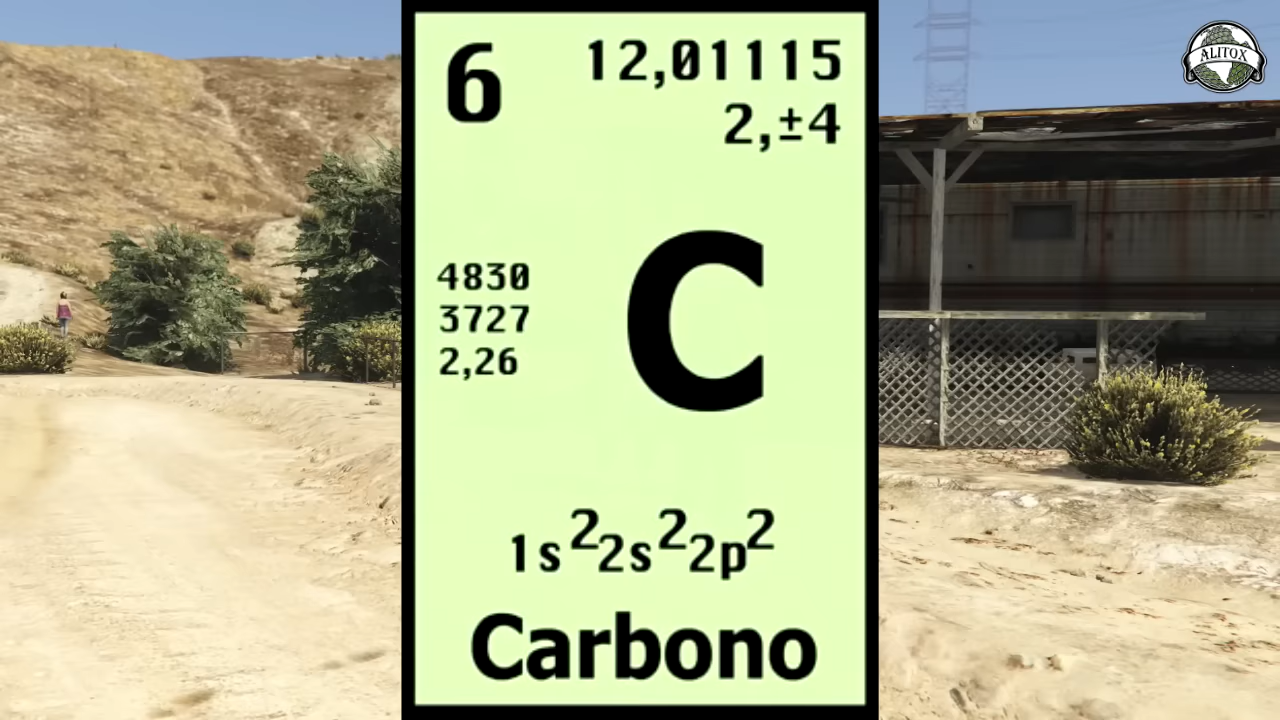 6
12,01115
2,±4
4830
3727
2,26
C
1s²2s²2p²
Carbono
ALITOX